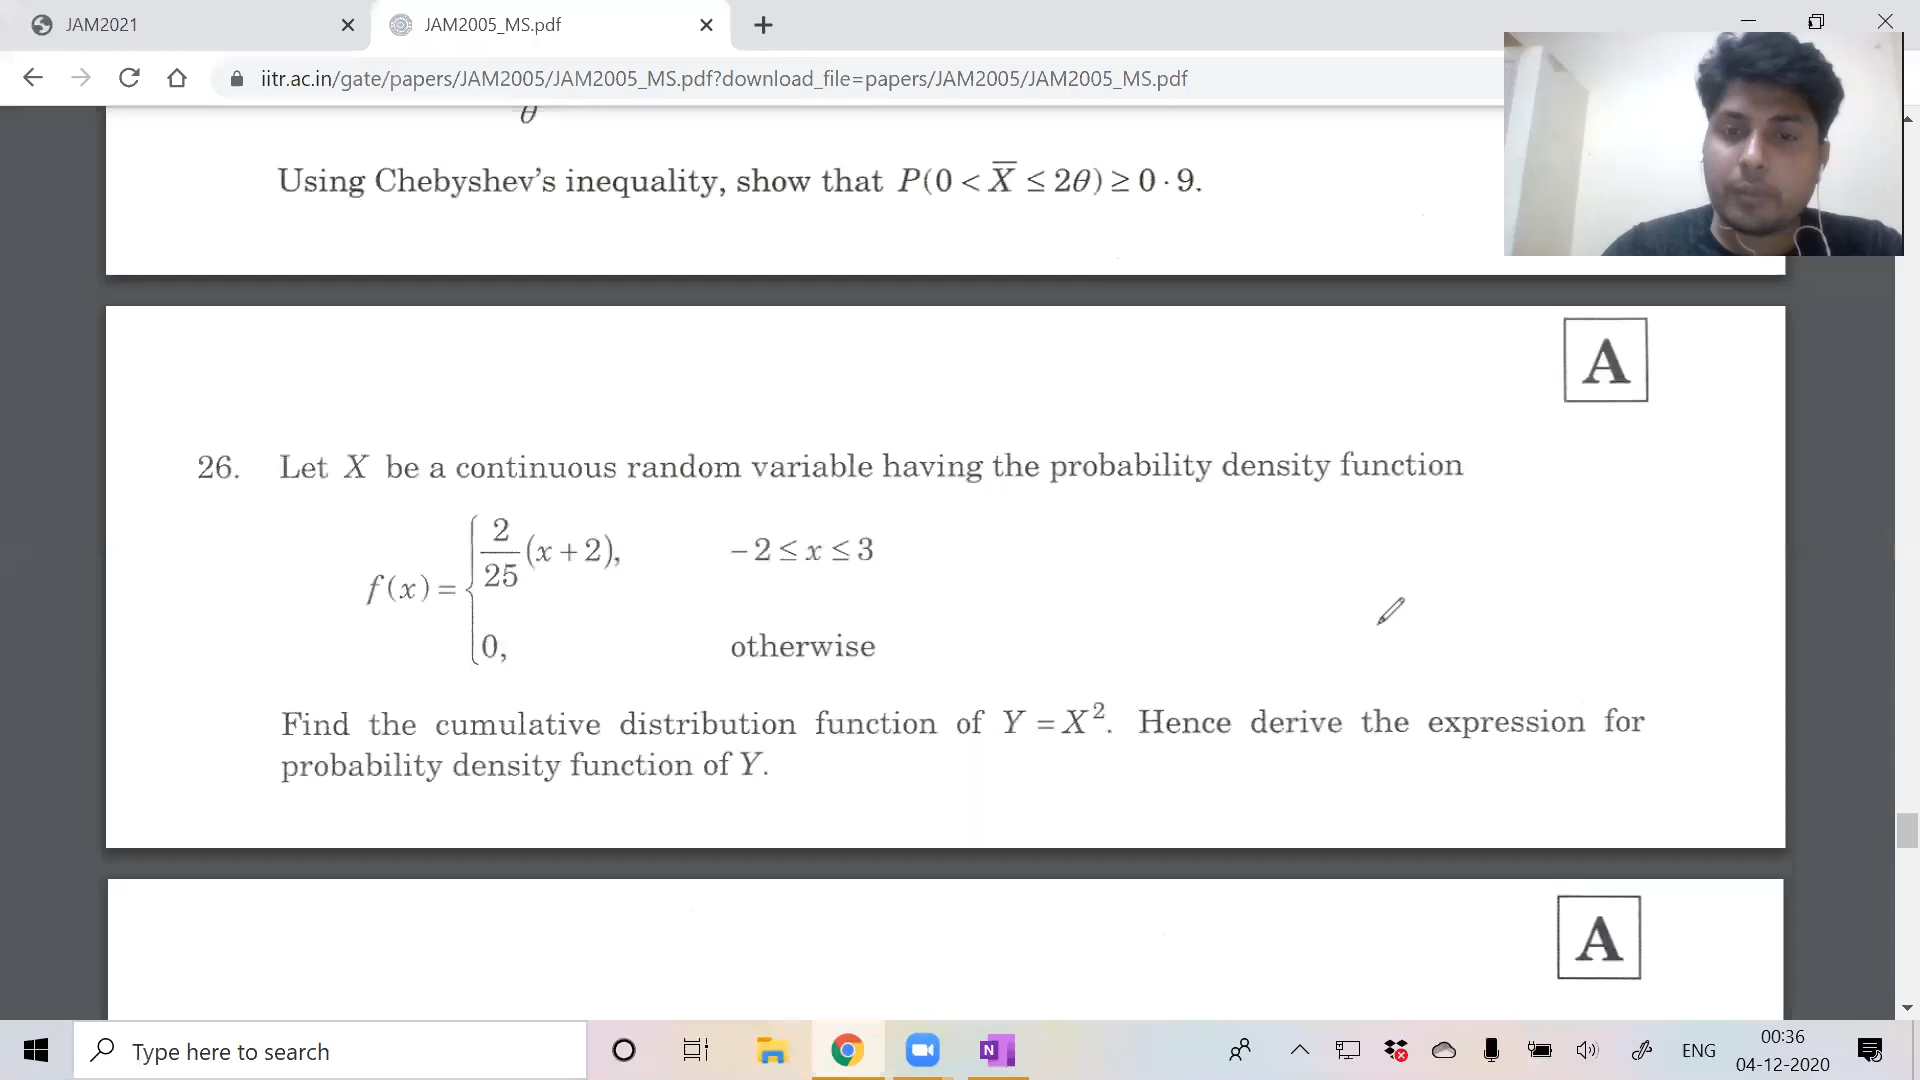 JAM2021
JAM2005_MS.pdf
iitr.ac.in/gate/papers/JAM2005/JAM2005_MS.pdf?download_file=papers/JAM2005/JAM2005_MS.pdf
θ
Using Chebyshev's inequality, show that P(0 < X̅ ≤ 2θ) ≥ 0·9.
A
26. Let X be a continuous random variable having the probability density function
f(x) = { 2/25 (x + 2), −2 ≤ x ≤ 3
0, otherwise
Find the cumulative distribution function of Y = X². Hence derive the expression for
probability density function of Y.
A
Type here to search
N
ENG
00:36
04-12-2020